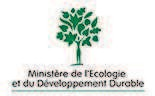 Ministère de l'Ecologie
et du Développement Durable